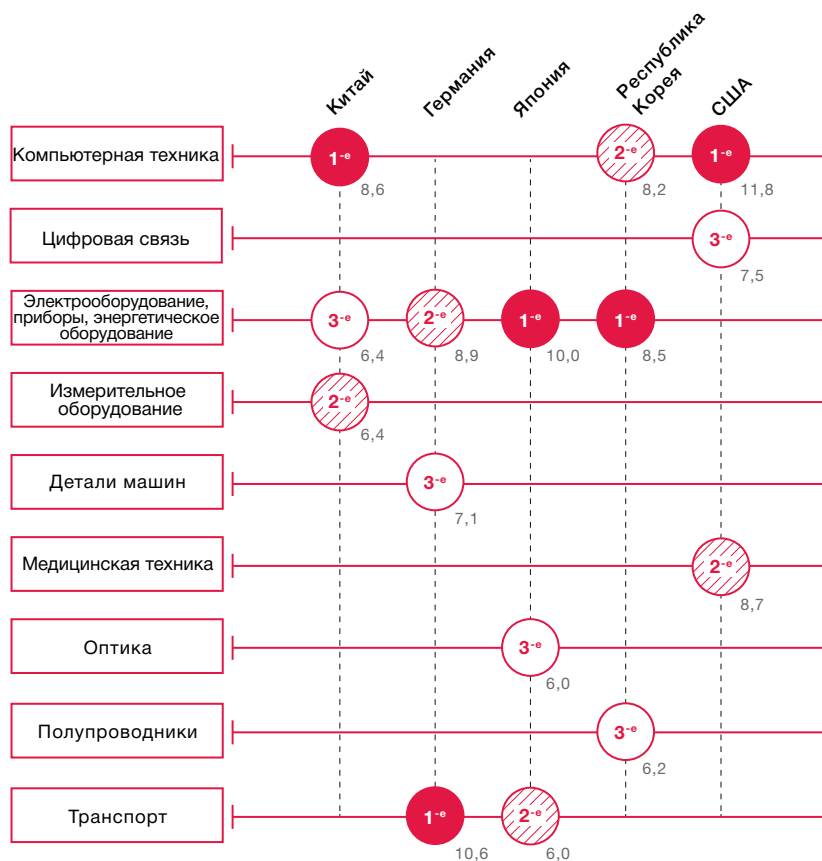 Китай
Германия
Япония
Республика
Корея
США
Компьютерная техника
1-е
8,6
2-е
8,2
1-е
11,8
Цифровая связь
3-е
7,5
Электрооборудование,
приборы, энергетическое
оборудование
3-е
6,4
2-е
8,9
1-е
10,0
1-е
8,5
Измерительное
оборудование
2-е
6,4
Детали машин
3-е
7,1
Медицинская техника
2-е
8,7
Оптика
3-е
6,0
Полупроводники
3-е
6,2
Транспорт
1-е
10,6
2-е
6,0